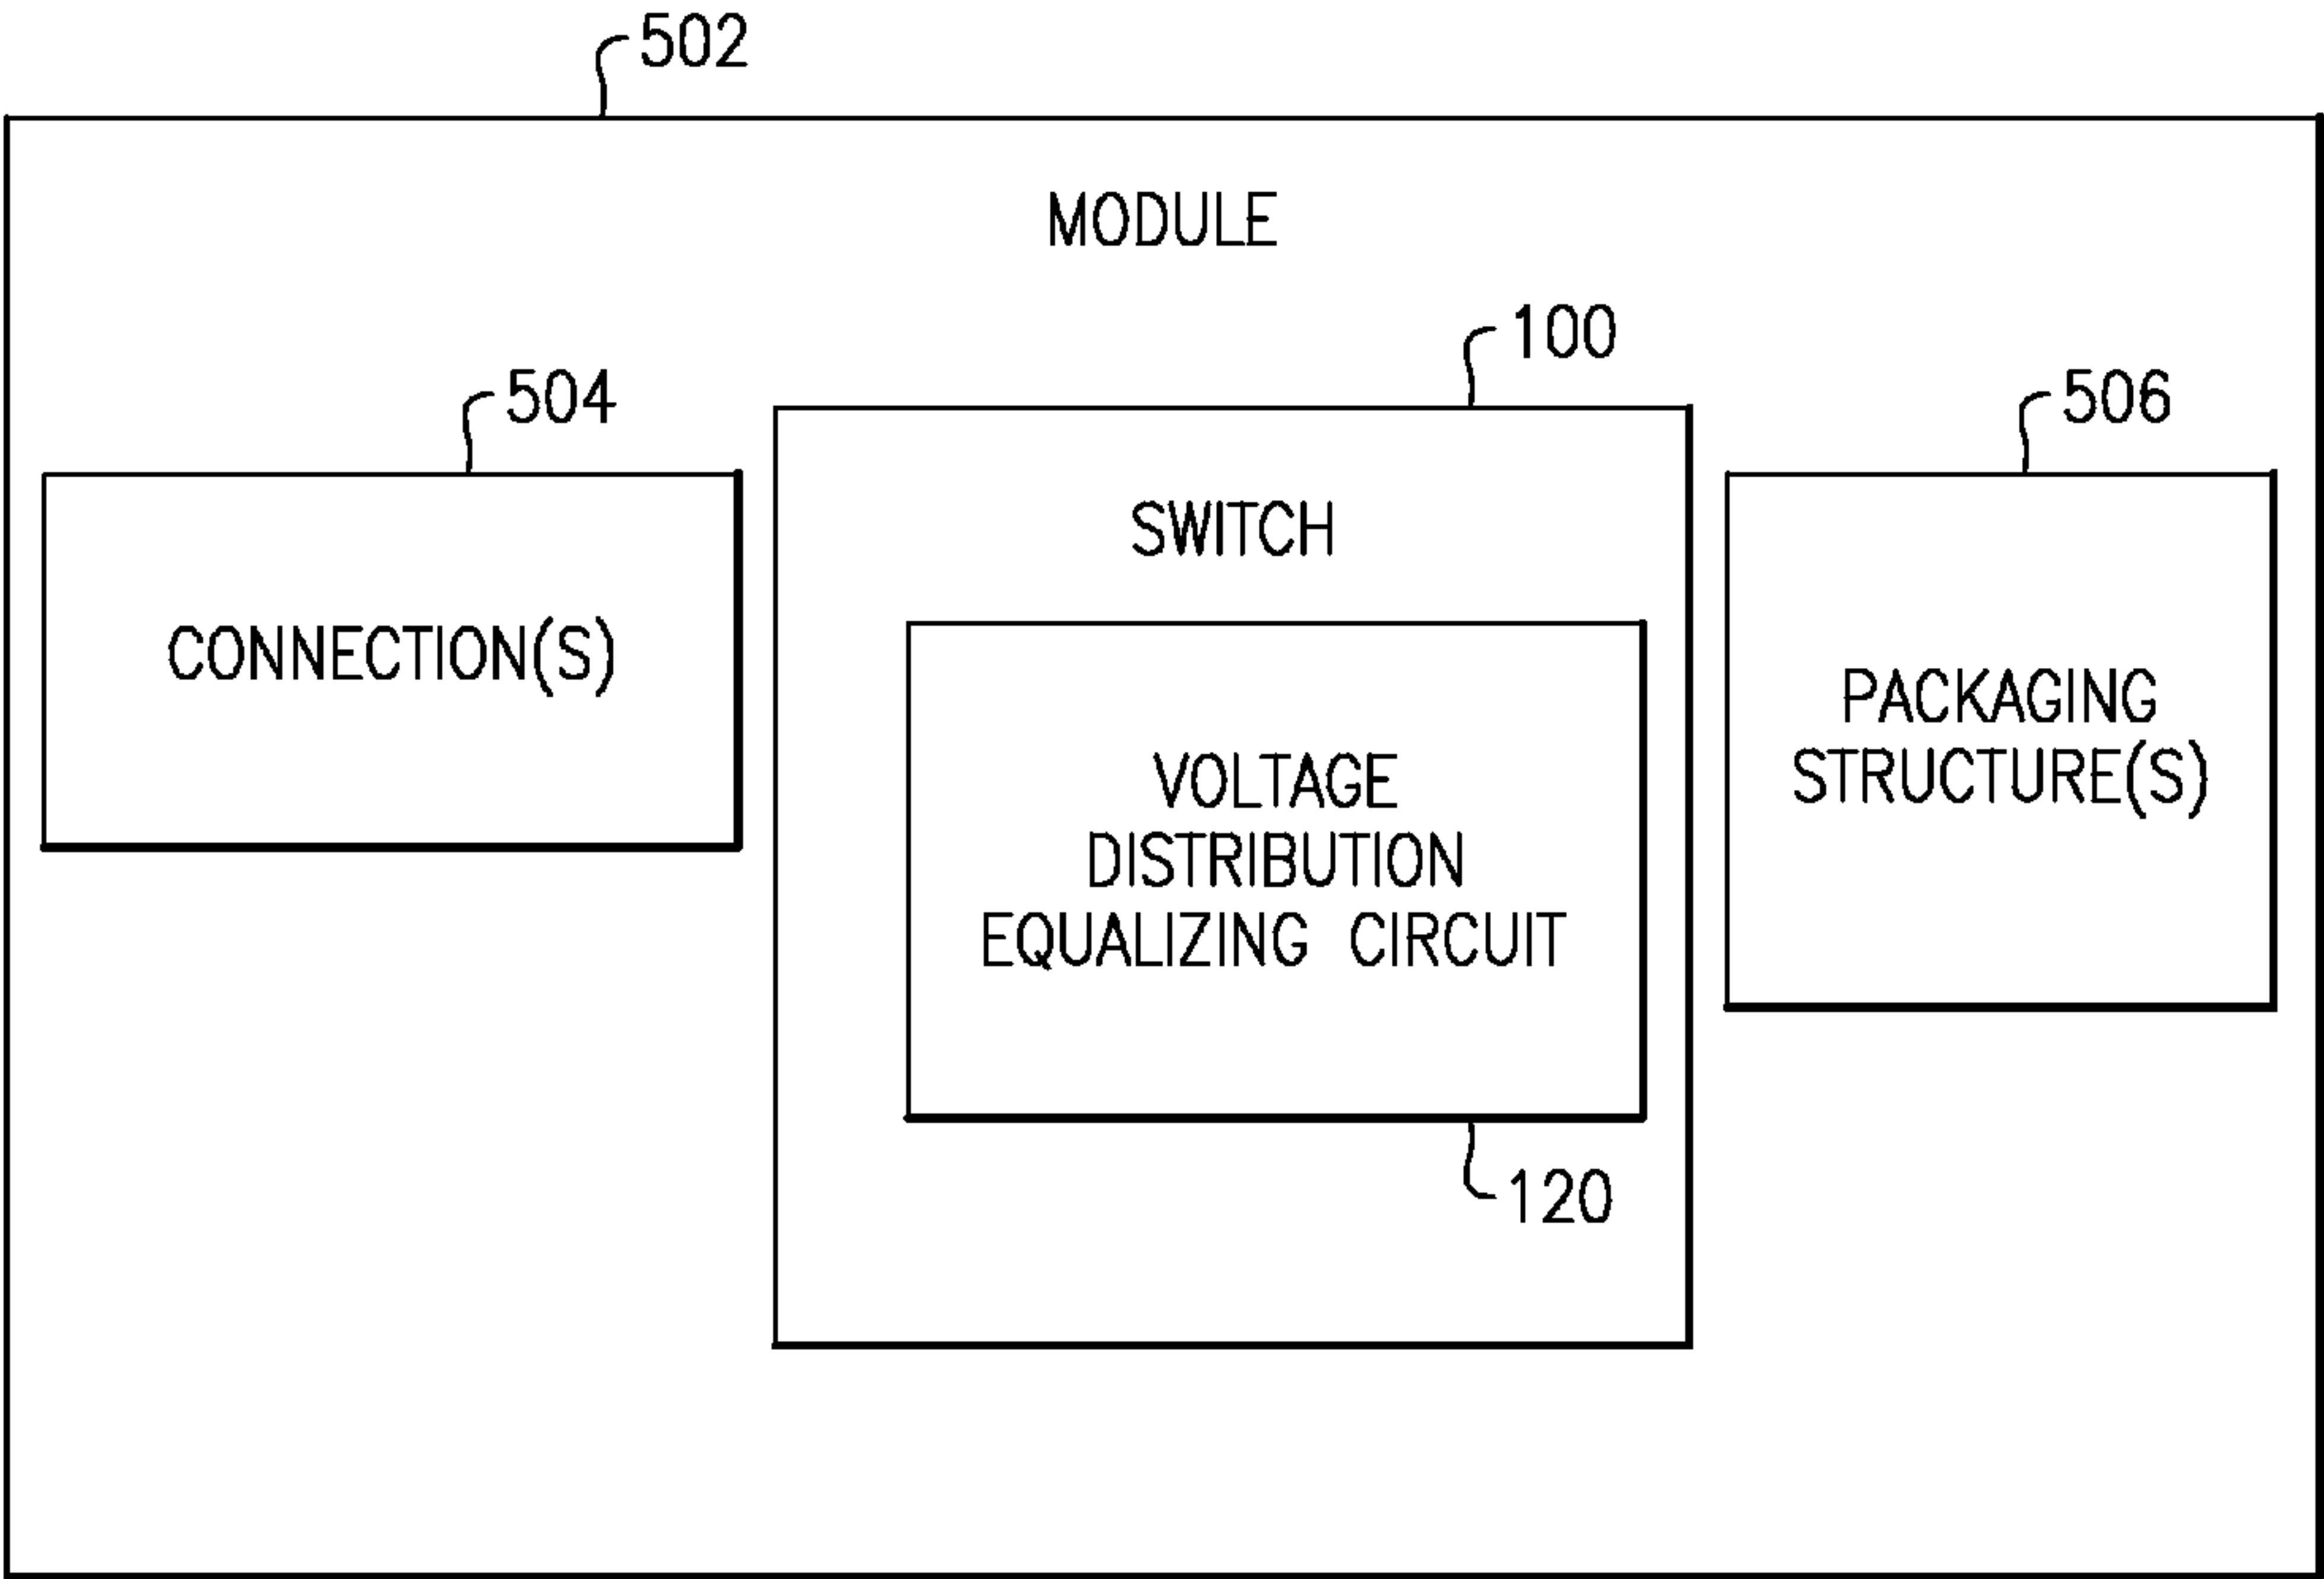 502
MODULE
100
504
506
SWITCH
CONNECTION(S)
PACKAGING
STRUCTURE(S)
VOLTAGE
DISTRIBUTION
EQUALIZING CIRCUIT
120